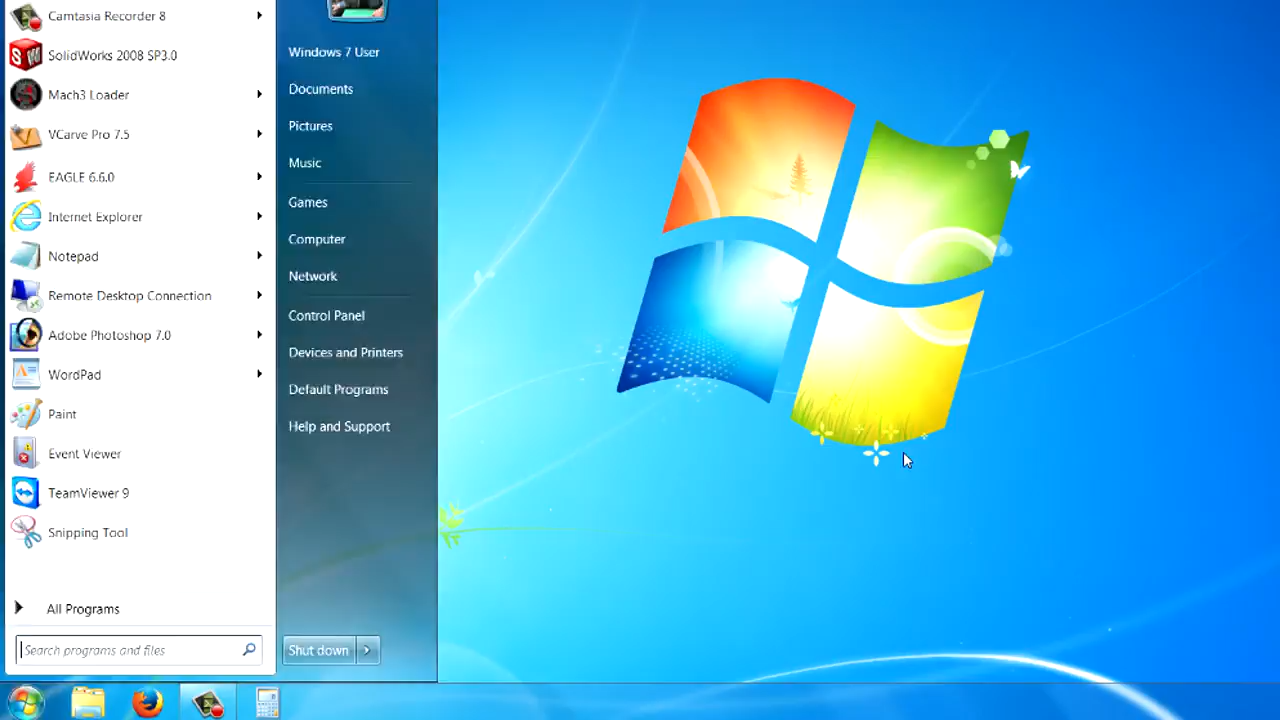 Camtasia Recorder 8
SolidWorks 2008 SP3.0
Mach3 Loader
VCarve Pro 7.5
EAGLE 6.6.0
Internet Explorer
Notepad
Remote Desktop Connection
Adobe Photoshop 7.0
WordPad
Paint
Event Viewer
TeamViewer 9
Snipping Tool
All Programs
Search programs and files
Windows 7 User
Documents
Pictures
Music
Games
Computer
Network
Control Panel
Devices and Printers
Default Programs
Help and Support
Shut down